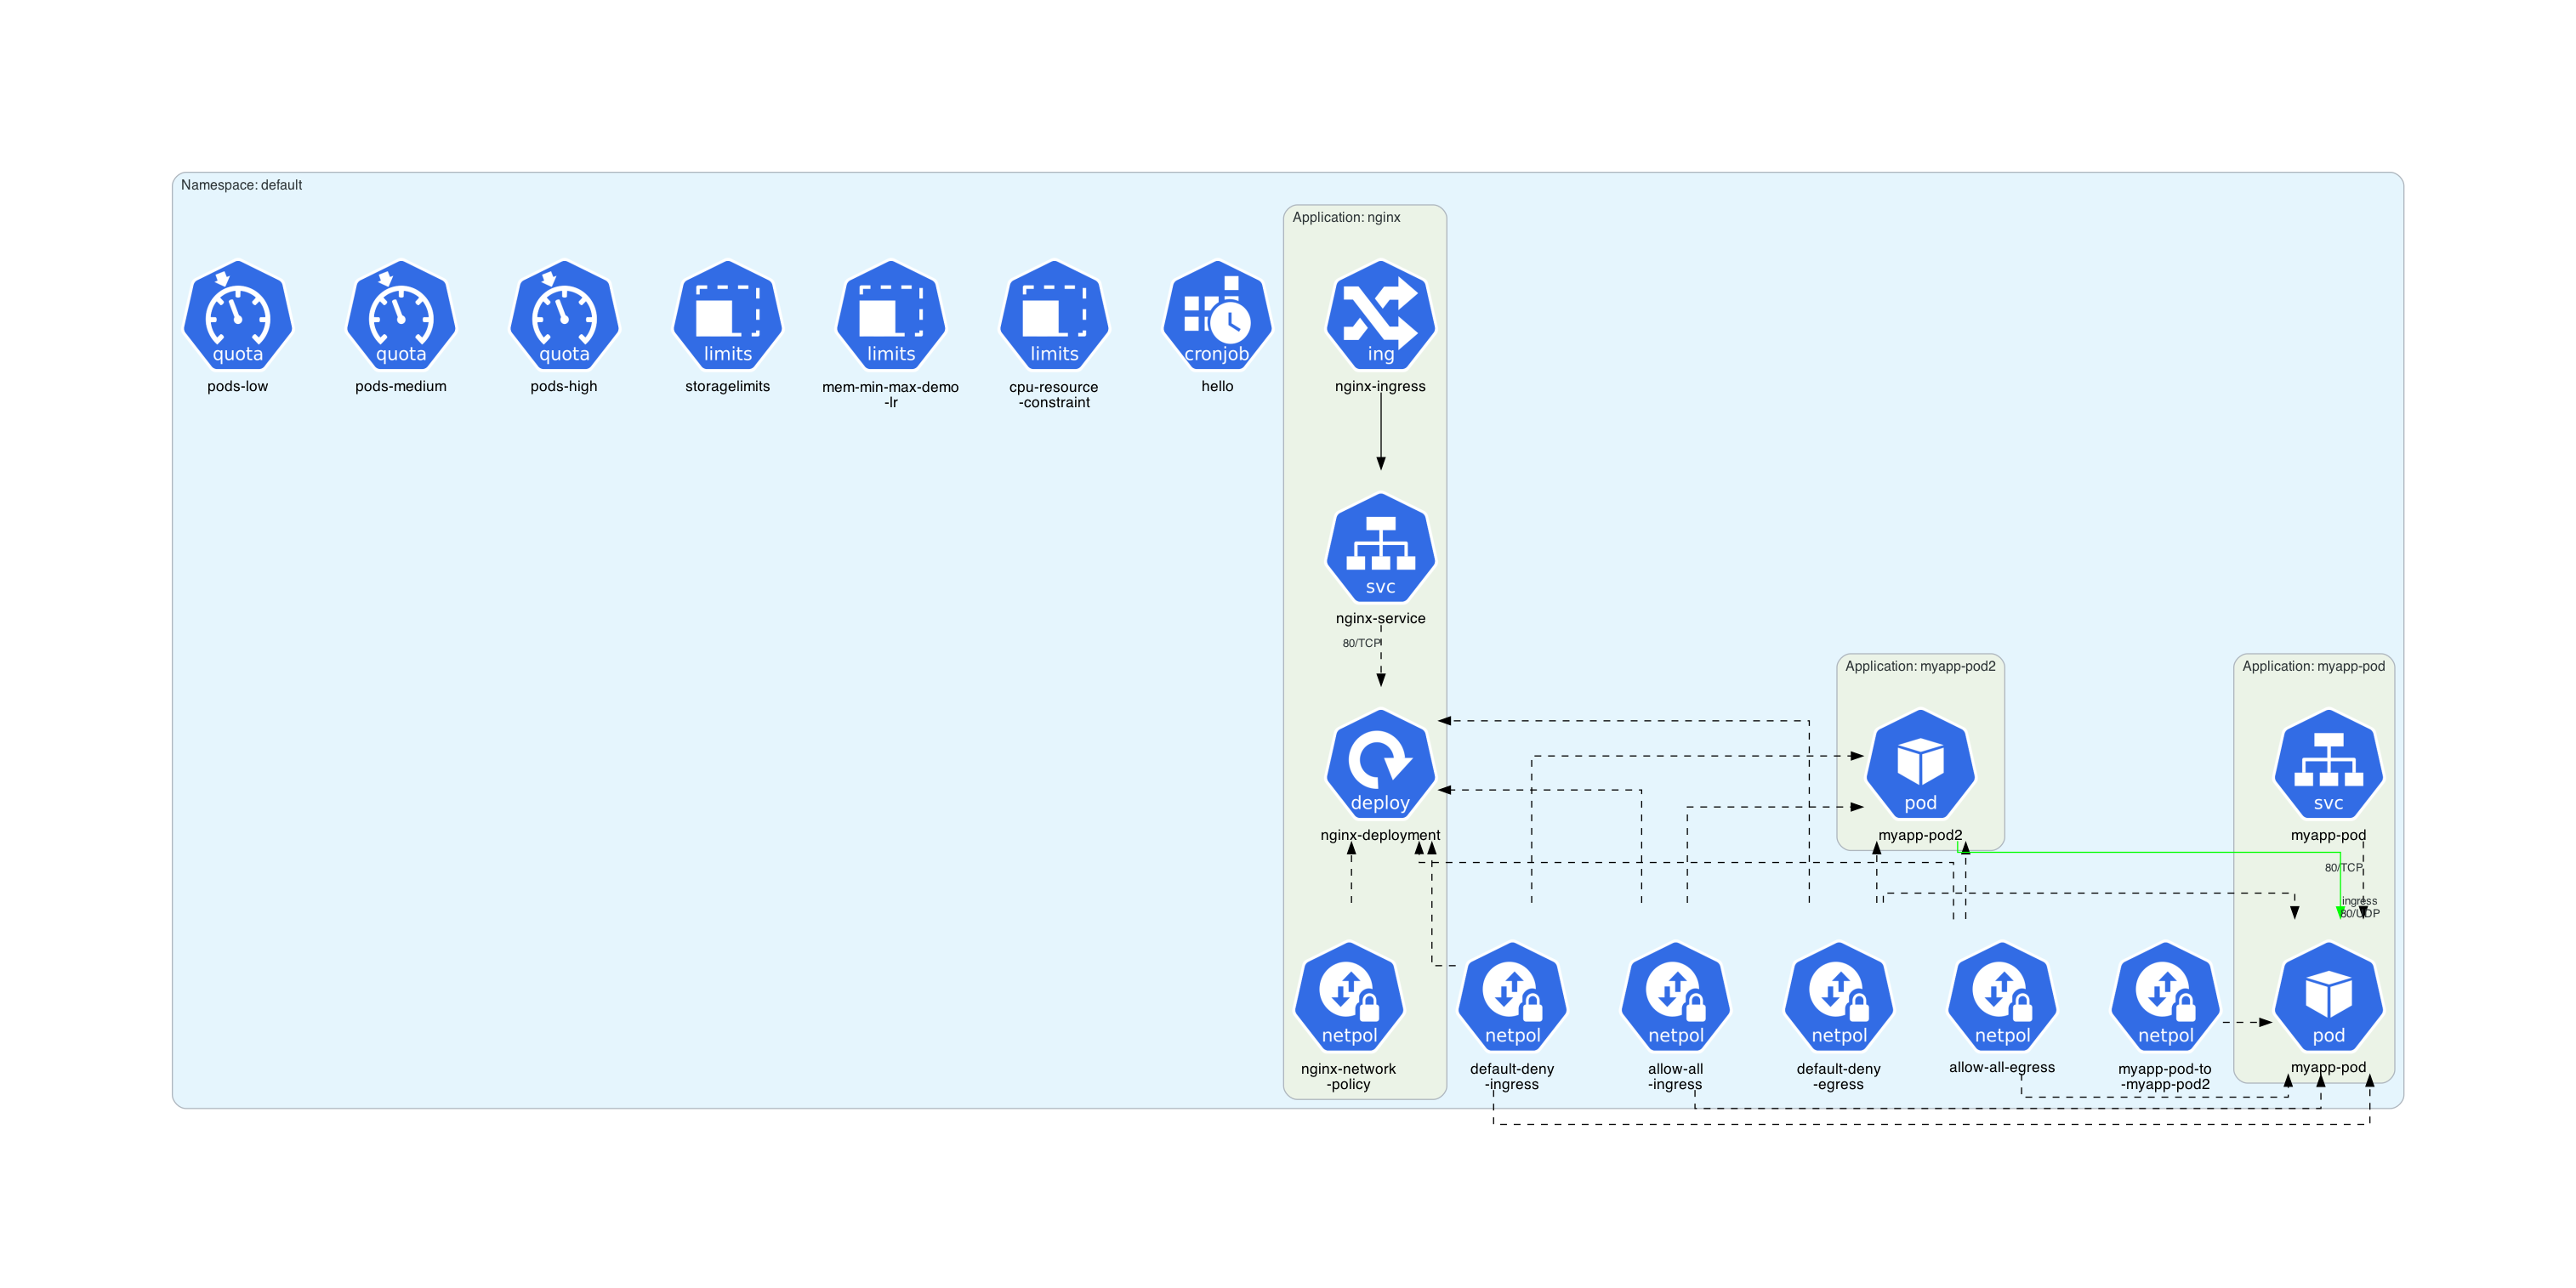 Namespace: default
Application: nginx
quota
pods-low
quota
pods-medium
quota
pods-high
limits
storagelimits
limits
mem-min-max-demo
-lr
limits
cpu-resource
-constraint
cronjob
hello
ing
nginx-ingress
svc
nginx-service
80/TCP
Application: myapp-pod2
Application: myapp-pod
deploy
nginx-deployment
pod
myapp-pod2
svc
myapp-pod
80/TCP
ingress
80/UDP
netpol
nginx-network
-policy
netpol
default-deny
-ingress
netpol
allow-all
-ingress
netpol
default-deny
-egress
netpol
allow-all-egress
netpol
myapp-pod-to
-myapp-pod2
pod
myapp-pod